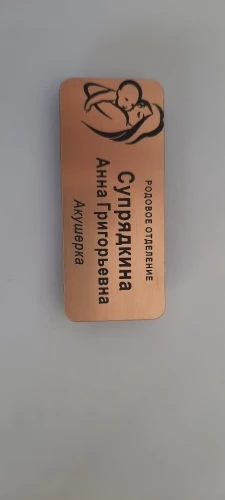 РОДОВОЕ ОТДЕЛЕНИЕ
Супрядкина
Анна Григорьевна
Акушерка